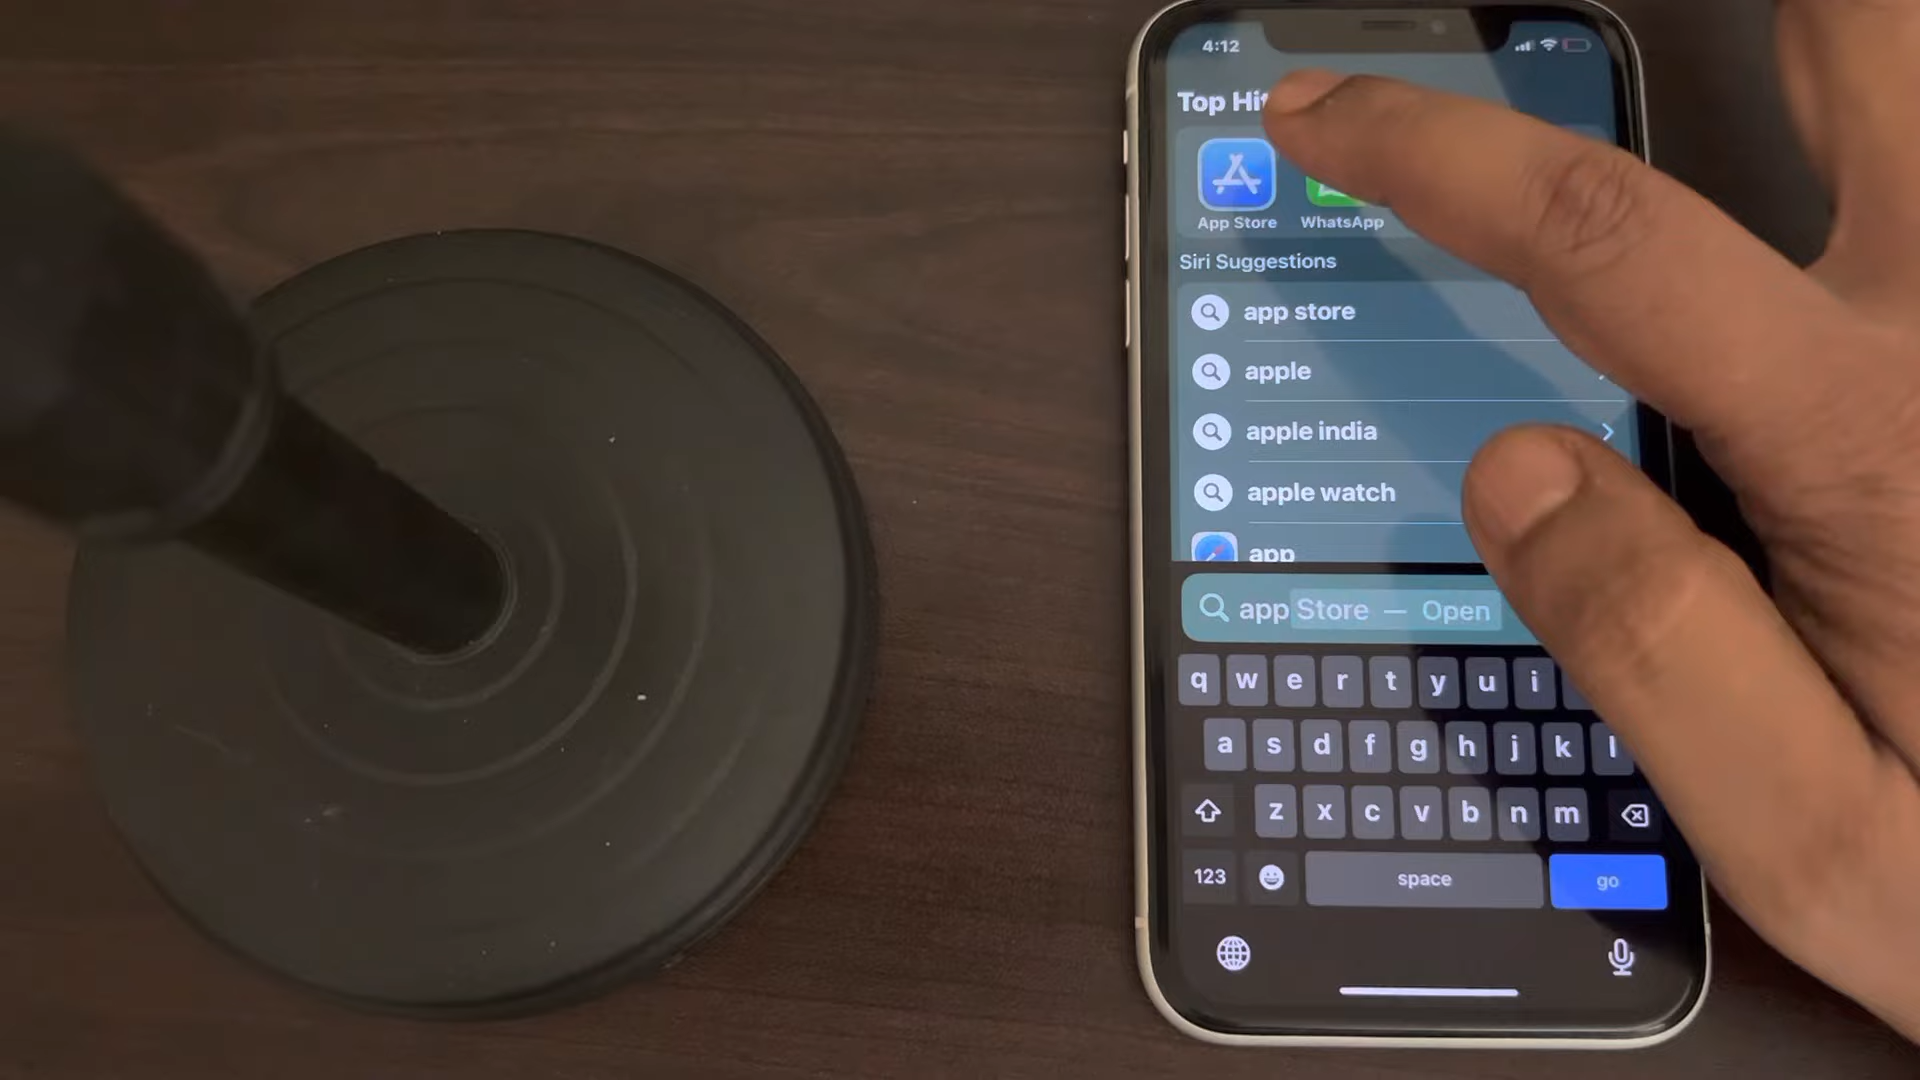 4:12
Top Hit
App Store
WhatsApp
Siri Suggestions
app store
apple
apple india
apple watch
app
app Store — Open
q w e r t y u i
a s d f g h j k l
z x c v b n m
123 space go